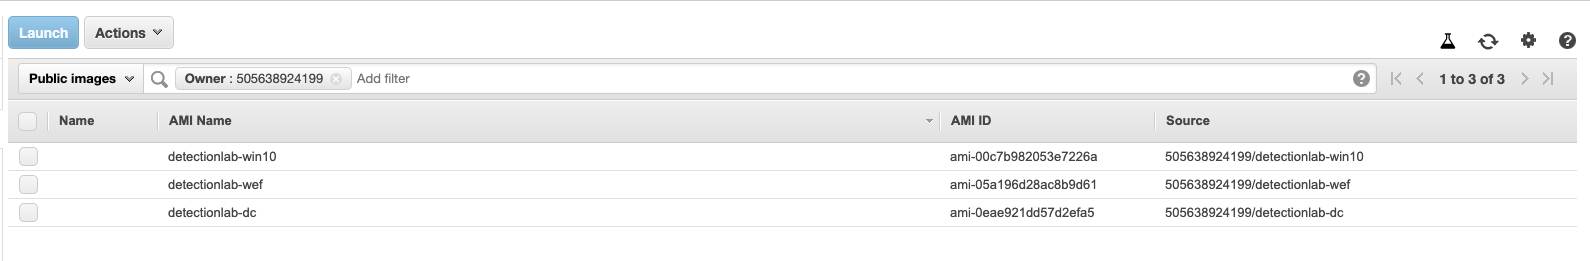 Launch Actions
Public images Owner : 505638924199 Add filter 1 to 3 of 3
Name AMI Name AMI ID Source
detectionlab-win10 ami-00c7b982053e7226a 505638924199/detectionlab-win10
detectionlab-wef ami-05a196d28ac8b9d61 505638924199/detectionlab-wef
detectionlab-dc ami-0eae921dd57d2efa5 505638924199/detectionlab-dc